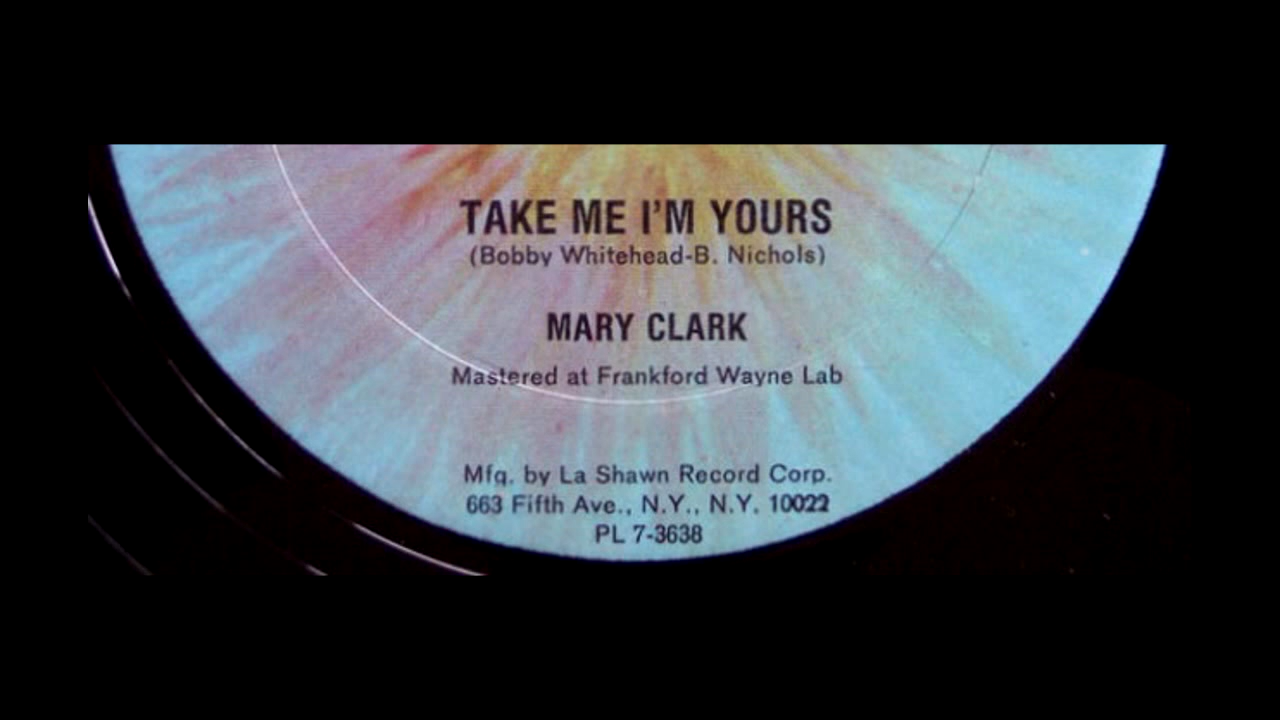 TAKE ME I'M YOURS
(Bobby Whitehead-B. Nichols)
MARY CLARK
Mastered at Frankford Wayne Lab
Mfg. by La Shawn Record Corp.
663 Fifth Ave., N.Y., N.Y. 10022
PL 7-3638